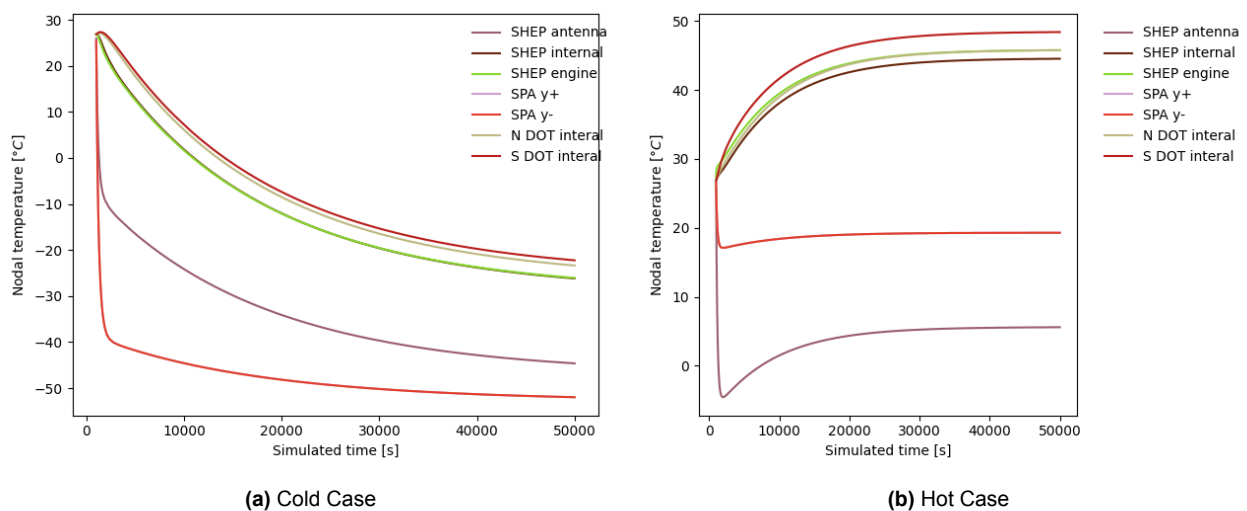 30
20
10
0
−10
−20
−30
−40
−50
Nodal temperature [°C]
0
10000
20000
30000
40000
50000
Simulated time [s]
SHEP antenna
SHEP internal
SHEP engine
SPA y+
SPA y-
N DOT interal
S DOT interal
(a) Cold Case
50
40
30
20
10
0
Nodal temperature [°C]
0
10000
20000
30000
40000
50000
Simulated time [s]
SHEP antenna
SHEP internal
SHEP engine
SPA y+
SPA y-
N DOT interal
S DOT interal
(b) Hot Case